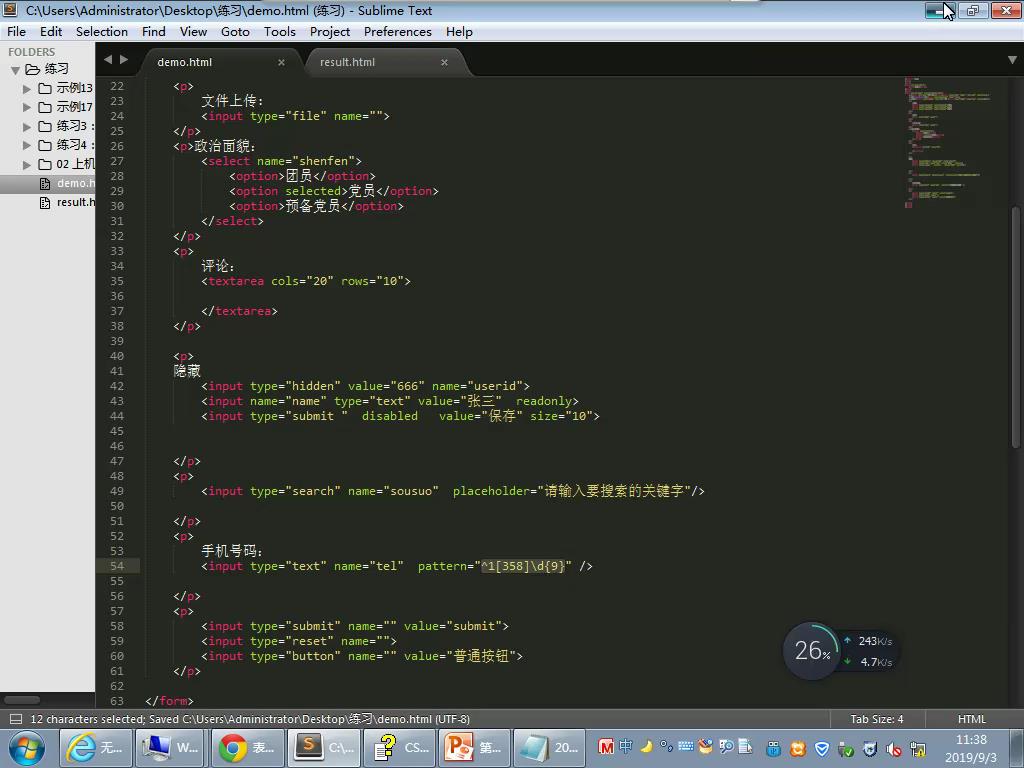 C:\Users\Administrator\Desktop\练习\demo.html (练习) - Sublime Text
File Edit Selection Find View Goto Tools Project Preferences Help
FOLDERS
练习
示例13
示例17
练习3 :
练习4 :
02 上机
demo.h
result.h
demo.html × result.html ×
22 <p>
23 文件上传:
24 <input type="file" name="">
25 </p>
26 <p>政治面貌:
27 <select name="shenfen">
28 <option>团员</option>
29 <option selected>党员</option>
30 <option>预备党员</option>
31 </select>
32 </p>
33 <p>
34 评论:
35 <textarea cols="20" rows="10">
36
37 </textarea>
38 </p>
39
40 <p>
41 隐藏
42 <input type="hidden" value="666" name="userid">
43 <input name="name" type="text" value="张三"  readonly>
44 <input type="submit "  disabled   value="保存" size="10">
45
46
47 </p>
48 <p>
49 <input type="search" name="sousuo"  placeholder="请输入要搜索的关键字"/>
50
51 </p>
52 <p>
53 手机号码:
54 <input type="text" name="tel"  pattern="^1[358]\d{9}" />
55
56 </p>
57 <p>
58 <input type="submit" name="" value="submit">
59 <input type="reset" name="">
60 <input type="button" name="" value="普通按钮">
61 </p>
62
63 </form>
26%
243K/s
4.7K/s
12 characters selected; Saved C:\Users\Administrator\Desktop\练习\demo.html (UTF-8) Tab Size: 4 HTML
无... W... 表... C:\... CS... 第... 20... 中
11:38
2019/9/3